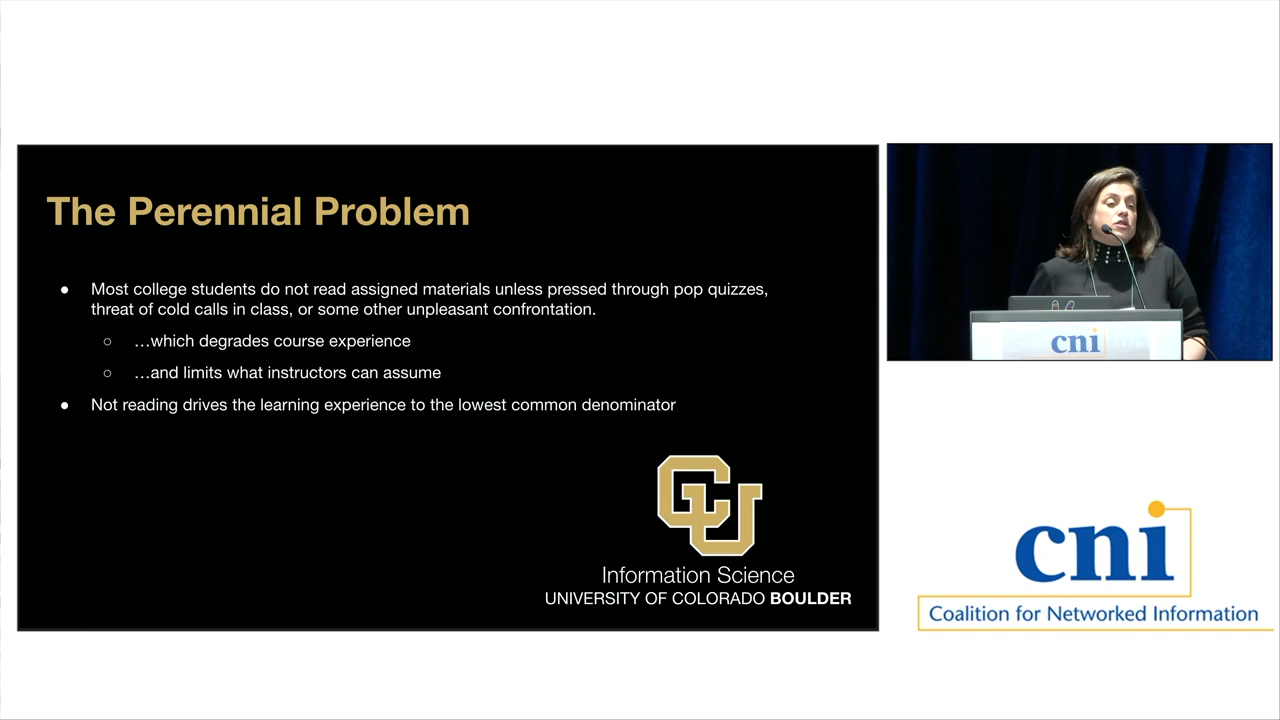 The Perennial Problem
● Most college students do not read assigned materials unless pressed through pop quizzes,
threat of cold calls in class, or some other unpleasant confrontation.
○ …which degrades course experience
○ …and limits what instructors can assume
● Not reading drives the learning experience to the lowest common denominator
CU
Information Science
UNIVERSITY OF COLORADO BOULDER
cni
cni
Coalition for Networked Information